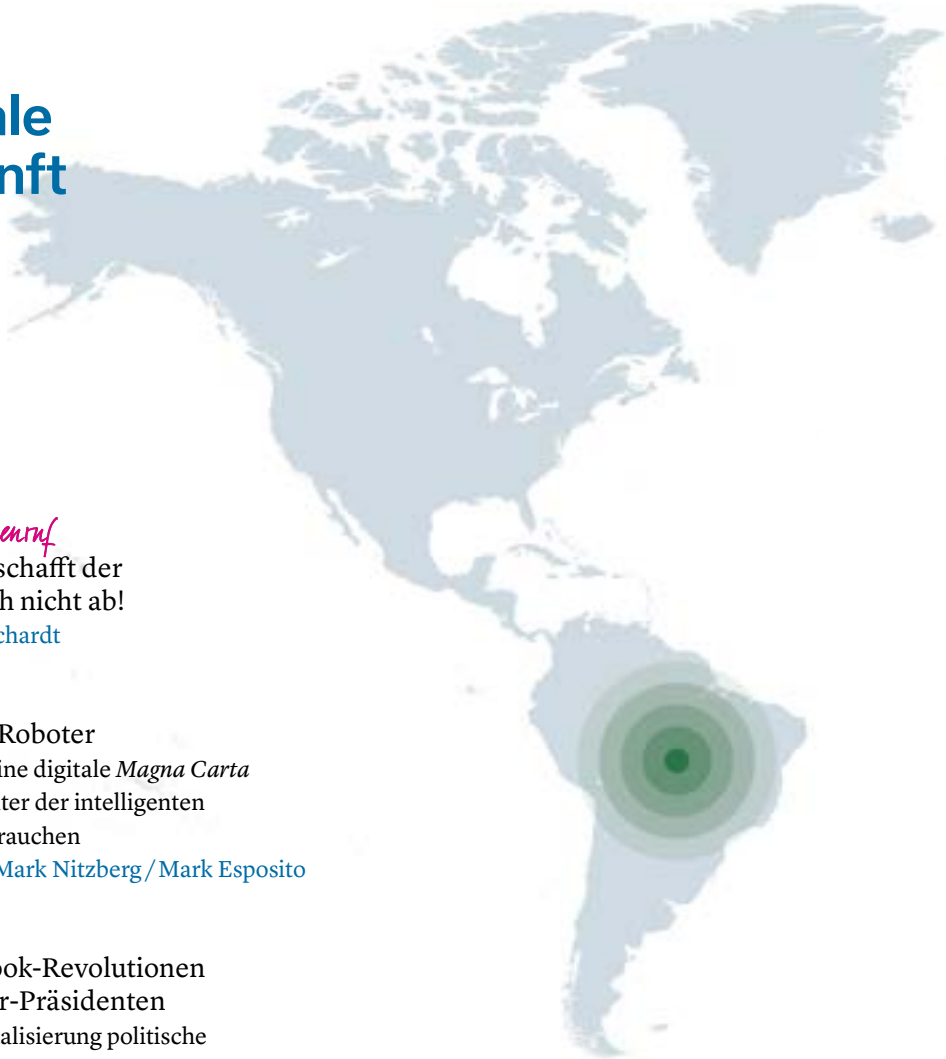 ale
nft
enruf
schafft der
h nicht ab!
chardt
Roboter
ine digitale Magna Carta
ter der intelligenten
rauchen
Mark Nitzberg / Mark Esposito
ook-Revolutionen
r-Präsidenten
alisierung politische